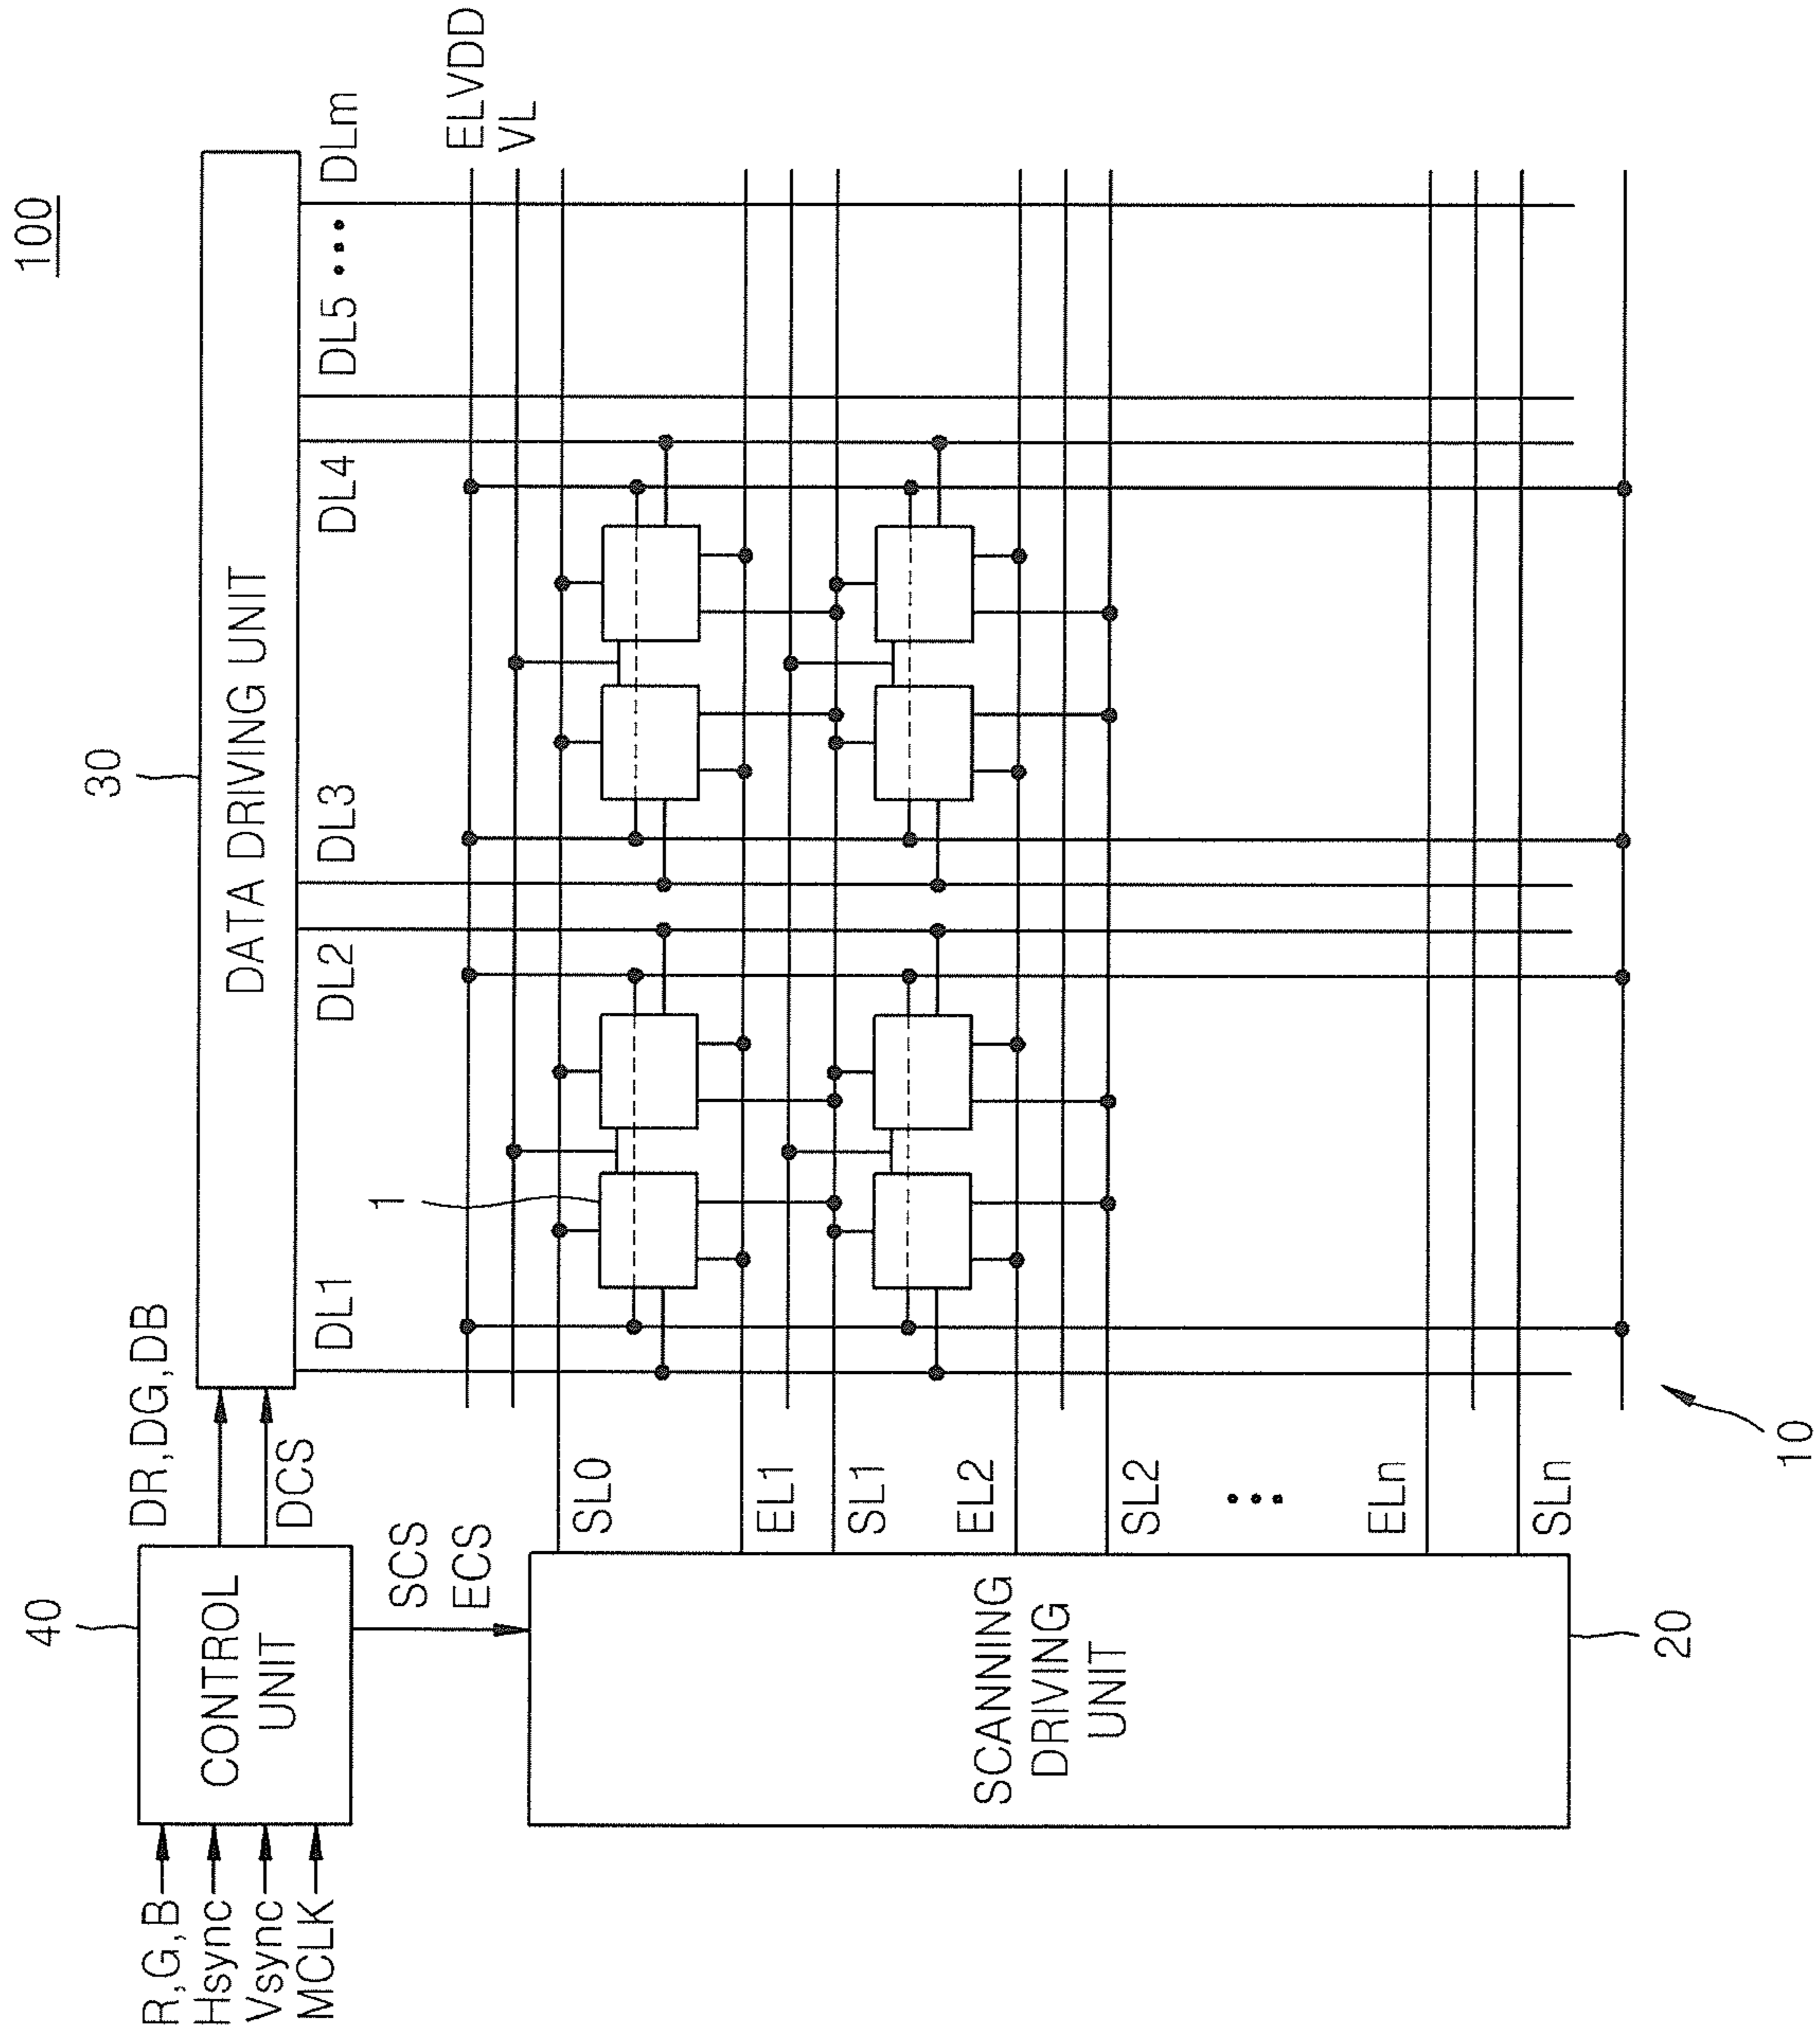 100
40
30
R,G,B
Hsync
Vsync
MCLK
CONTROL
UNIT
DR,DG,DB
DCS
SCS
ECS
DATA DRIVING UNIT
DL1
DL2
DL3
DL4
DL5 ••• DLm
ELVDD
VL
1
SCANNING
DRIVING
UNIT
SL0
EL1
SL1
EL2
SL2
•••
ELn
SLn
20
10